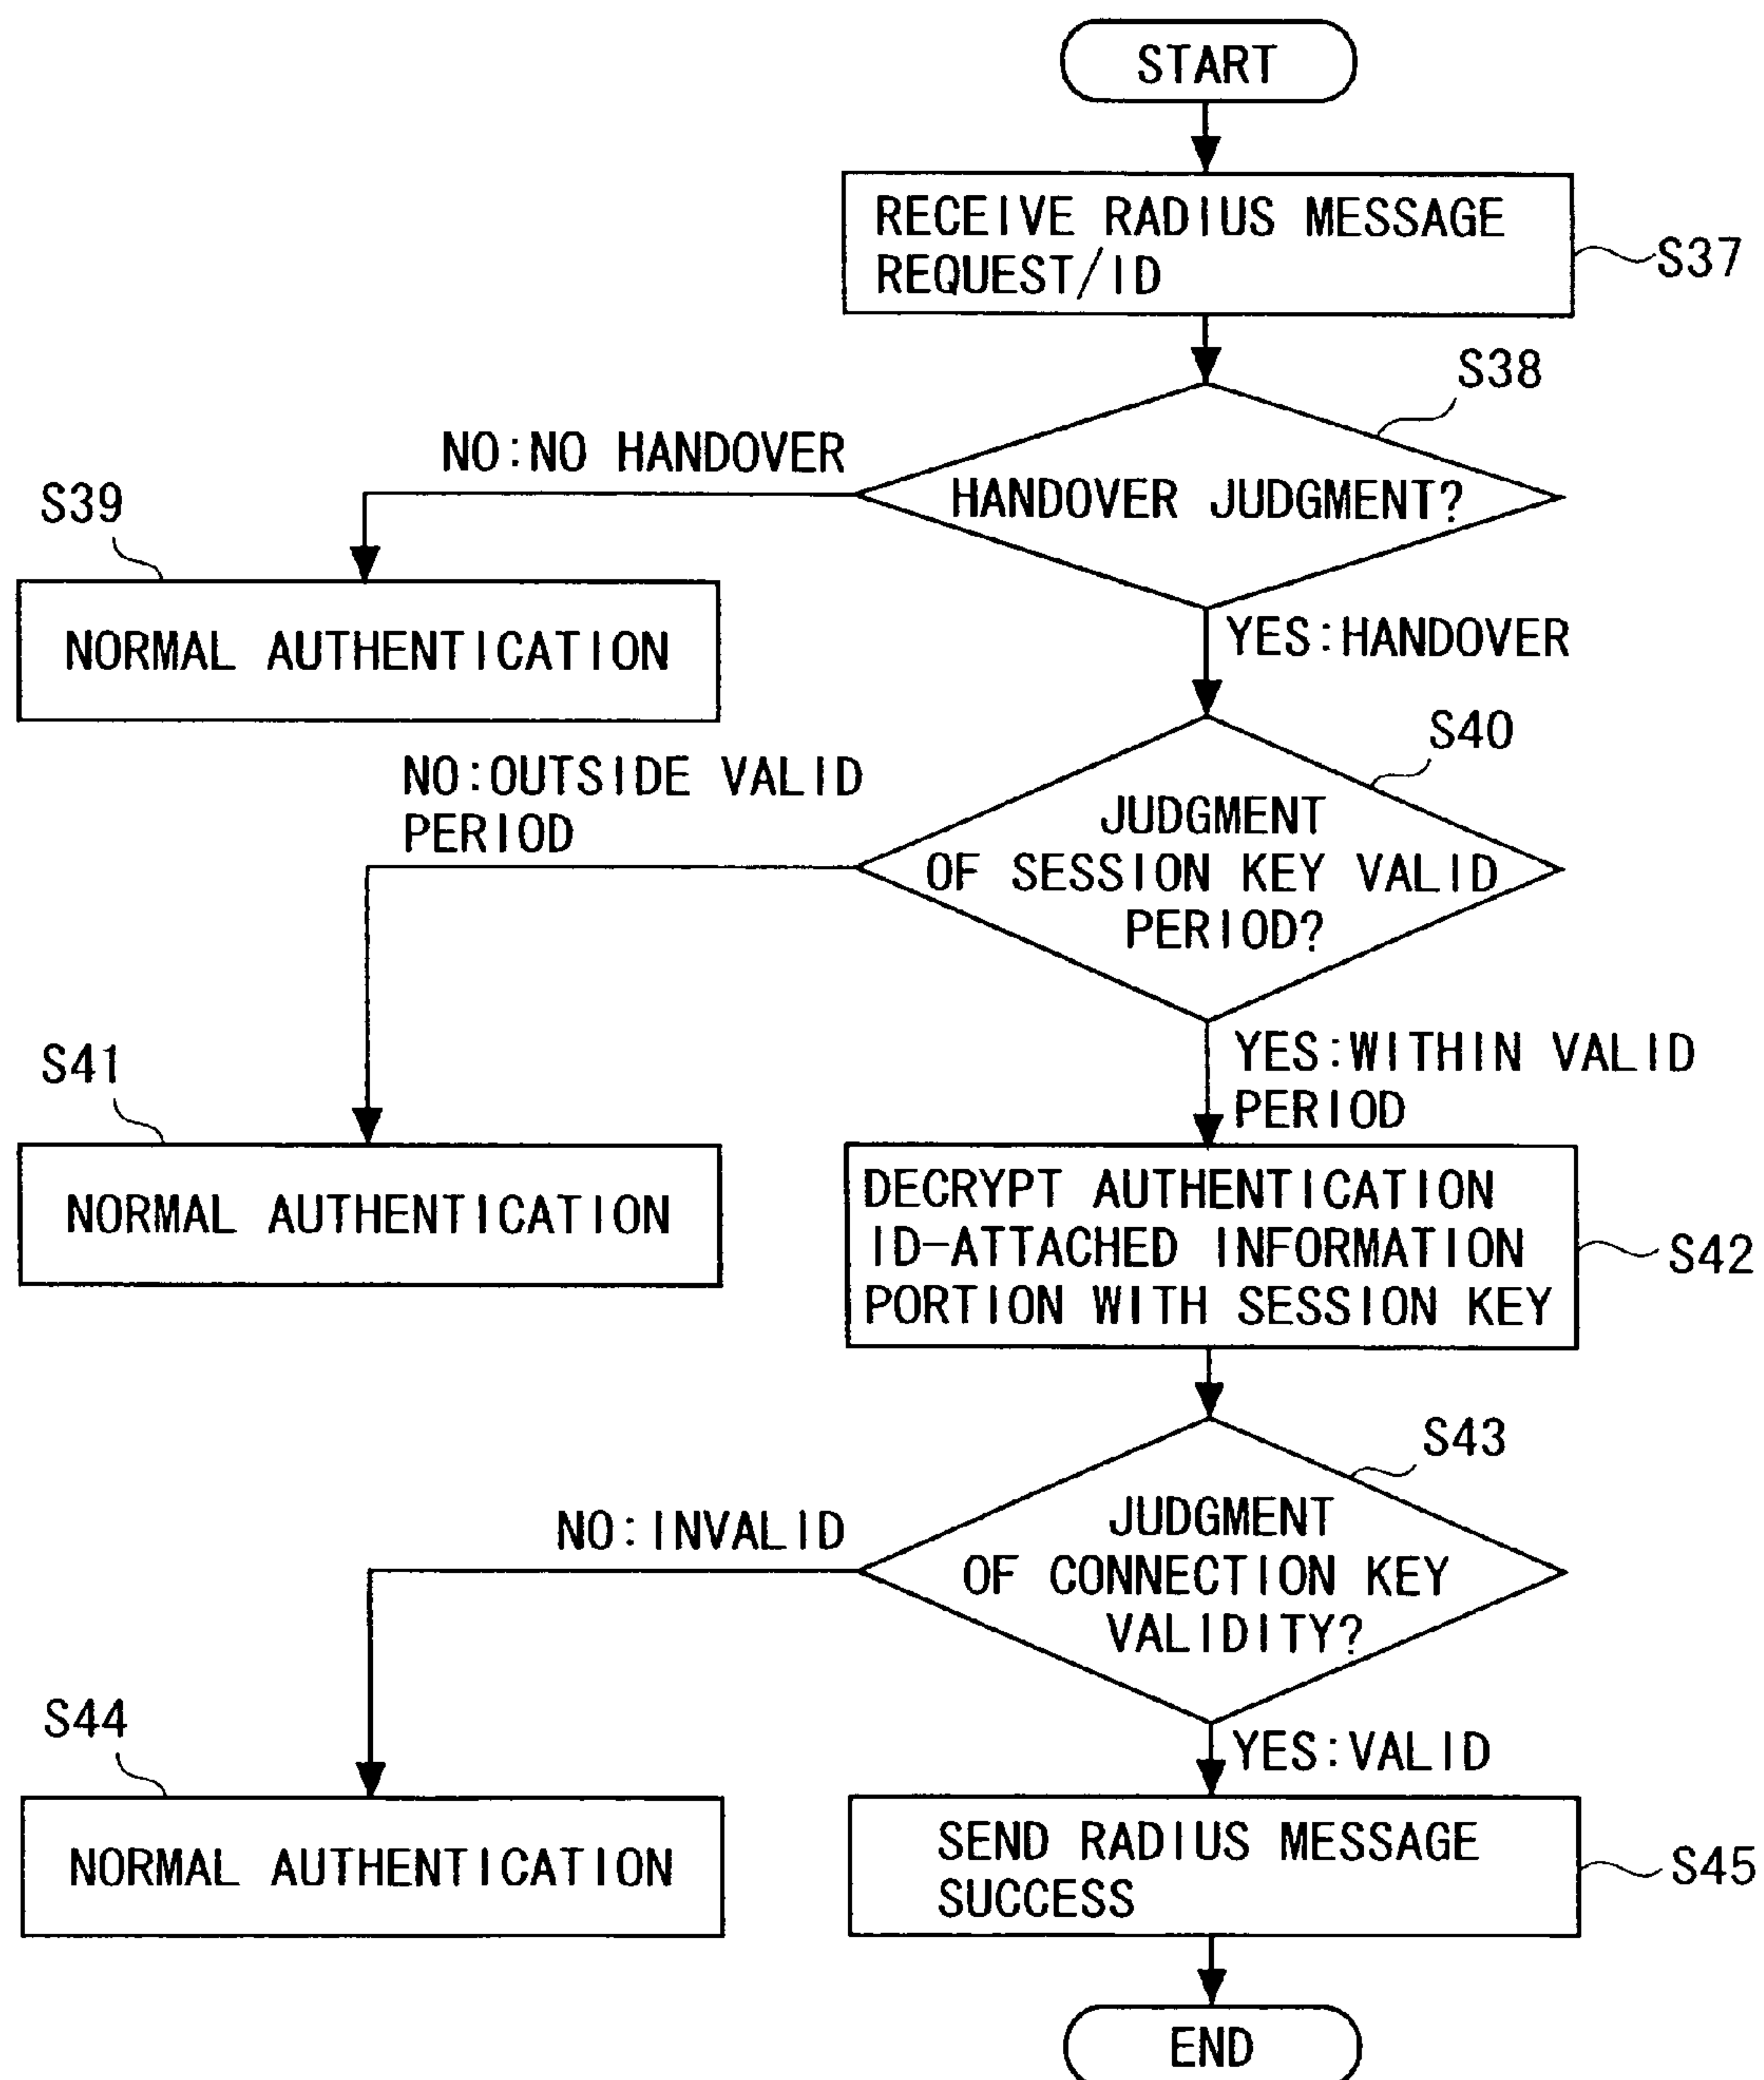 START
RECEIVE RADIUS MESSAGE
REQUEST/ID
S37
S38
NO:NO HANDOVER
HANDOVER JUDGMENT?
S39
NORMAL AUTHENTICATION
YES:HANDOVER
S40
NO:OUTSIDE VALID
PERIOD
JUDGMENT
OF SESSION KEY VALID
PERIOD?
S41
NORMAL AUTHENTICATION
YES:WITHIN VALID
PERIOD
DECRYPT AUTHENTICATION
ID-ATTACHED INFORMATION
PORTION WITH SESSION KEY
S42
S43
NO:INVALID
JUDGMENT
OF CONNECTION KEY
VALIDITY?
S44
NORMAL AUTHENTICATION
YES:VALID
SEND RADIUS MESSAGE
SUCCESS
S45
END